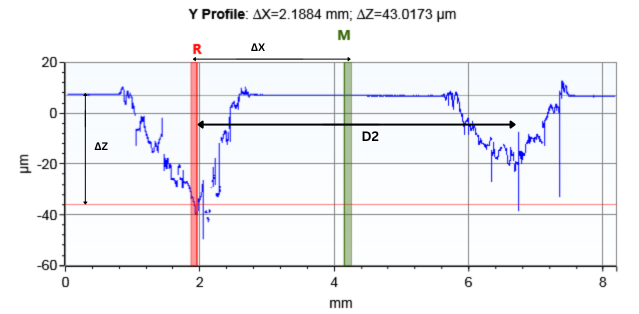 Y Profile: ΔX=2.1884 mm; ΔZ=43.0173 µm
M
R
ΔX
20
0
-20
-40
-60
µm
ΔZ
D2
0
2
4
6
8
mm